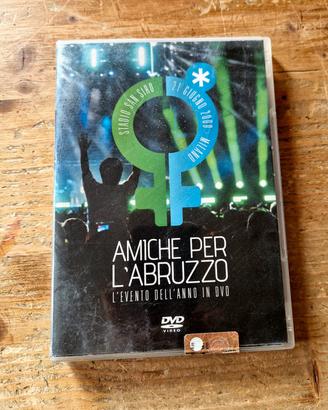 STADIO SAN SIRO
21 GIUGNO 2009 - MILANO
AMICHE PER
L'ABRUZZO
L'EVENTO DELL'ANNO IN DVD
DVD
VIDEO